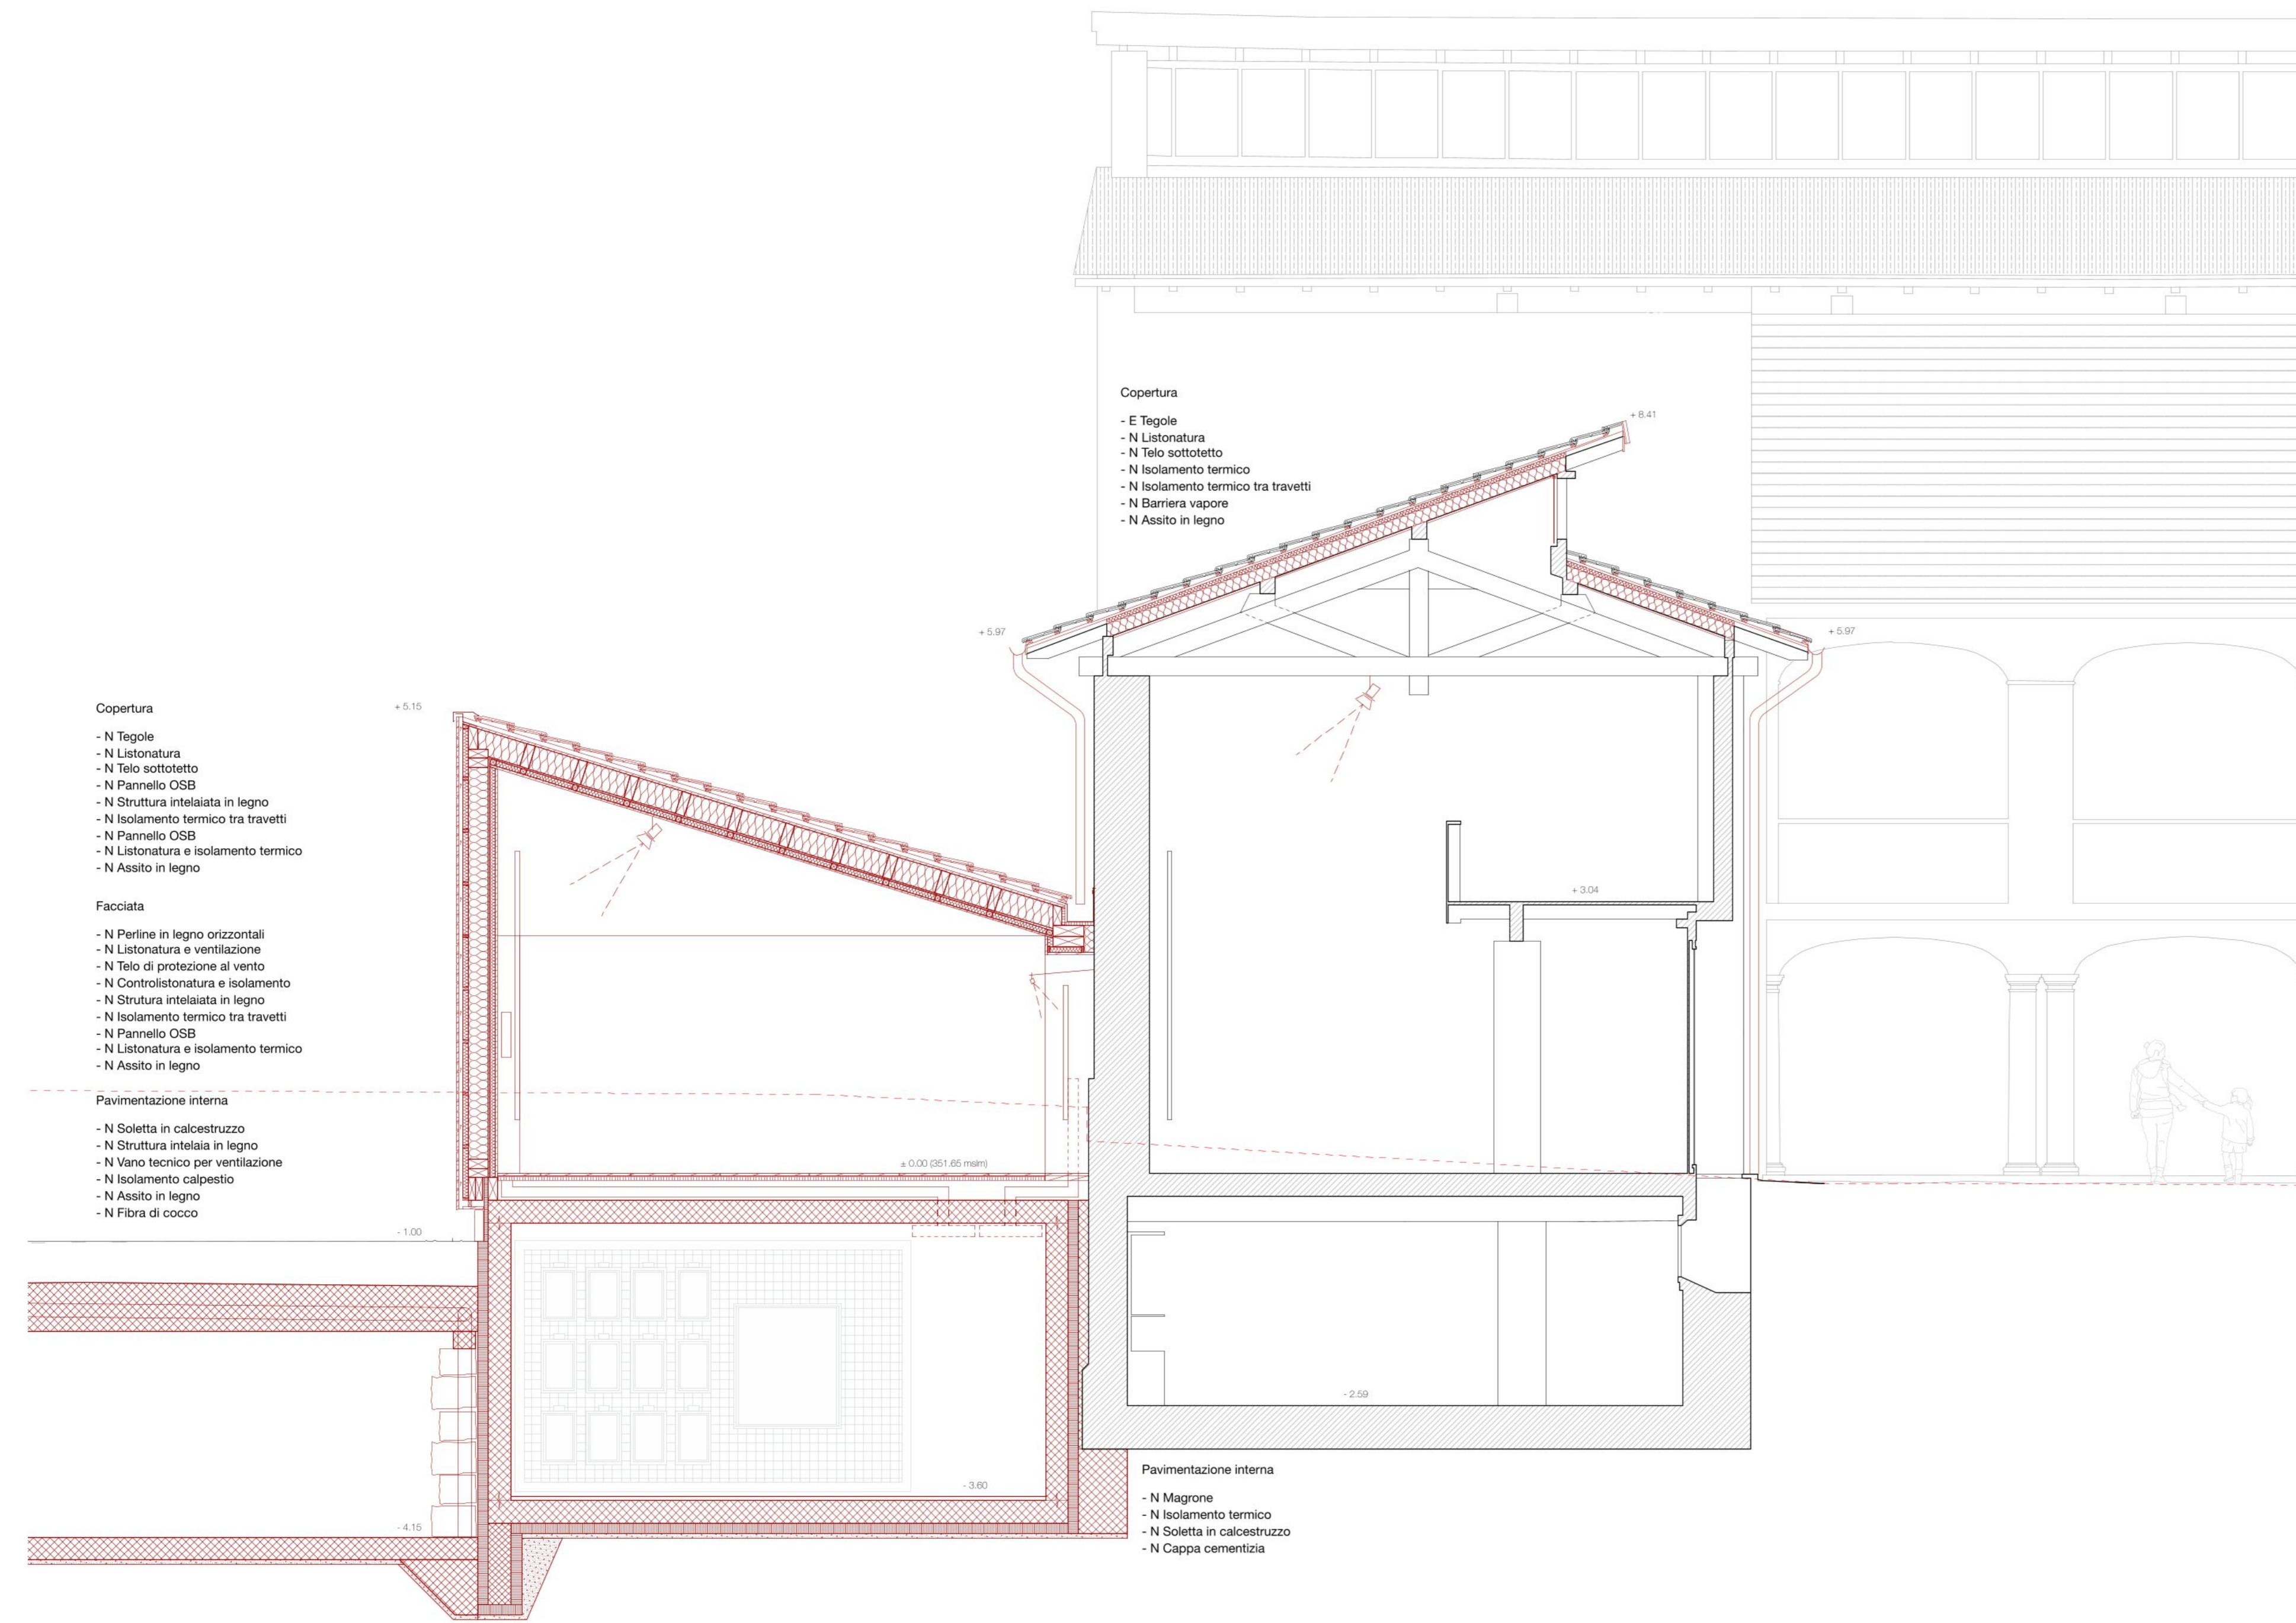 Copertura
- E Tegole
- N Listonatura
- N Telo sottotetto
- N Isolamento termico
- N Isolamento termico tra travetti
- N Barriera vapore
- N Assito in legno
+ 8.41
+ 5.97
+ 5.97
Copertura
- N Tegole
- N Listonatura
- N Telo sottotetto
- N Pannello OSB
- N Struttura intelaiata in legno
- N Isolamento termico tra travetti
- N Pannello OSB
- N Listonatura e isolamento termico
- N Assito in legno
+ 5.15
Facciata
- N Perline in legno orizzontali
- N Listonatura e ventilazione
- N Telo di protezione al vento
- N Controlistonatura e isolamento
- N Strutura intelaiata in legno
- N Isolamento termico tra travetti
- N Pannello OSB
- N Listonatura e isolamento termico
- N Assito in legno
+ 3.04
Pavimentazione interna
- N Soletta in calcestruzzo
- N Struttura intelaia in legno
- N Vano tecnico per ventilazione
- N Isolamento calpestio
- N Assito in legno
- N Fibra di cocco
± 0.00 (351.65 mslm)
- 1.00
- 2.59
- 3.60
- 4.15
Pavimentazione interna
- N Magrone
- N Isolamento termico
- N Soletta in calcestruzzo
- N Cappa cementizia